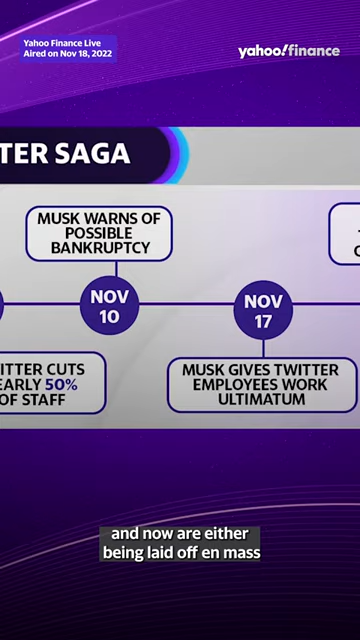 Yahoo Finance Live
Aired on Nov 18, 2022
yahoo!finance
TER SAGA
MUSK WARNS OF
POSSIBLE
BANKRUPTCY
NOV
10
NOV
17
ITTER CUTS
EARLY 50%
OF STAFF
MUSK GIVES TWITTER
EMPLOYEES WORK
ULTIMATUM
and now are either
being laid off en mass